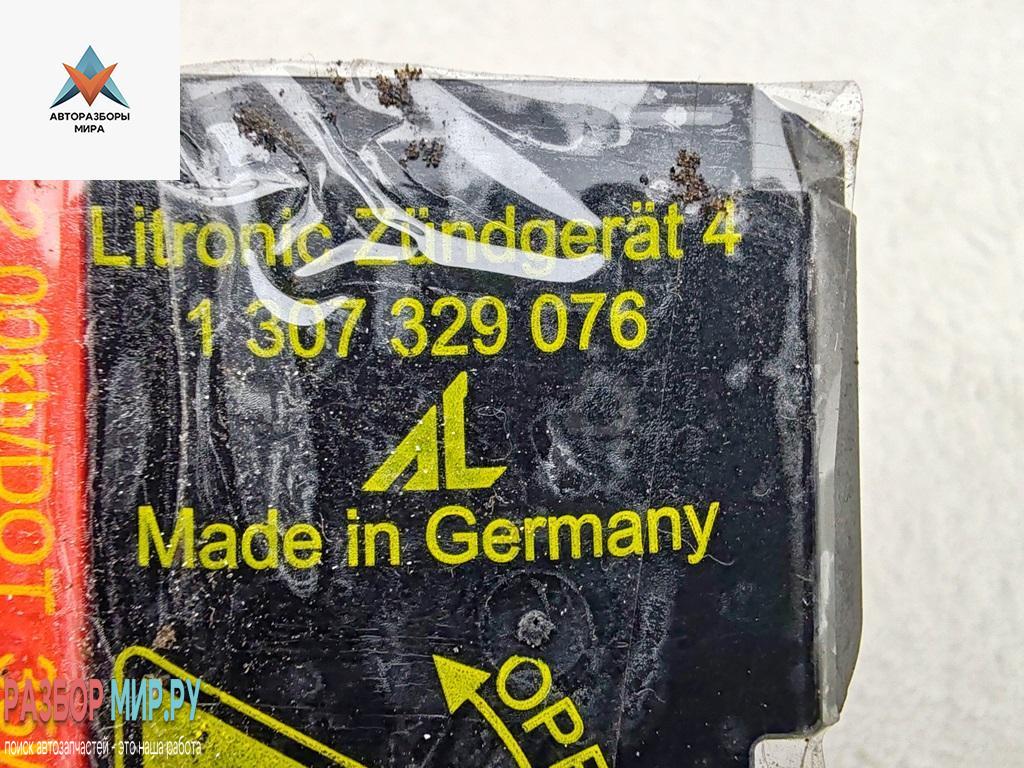 АВТОРАЗБОРЫ
МИРА
Litronic Zündgerät 4
1 307 329 076
AL
Made in Germany
OPE
/DOT
РАЗБОР МИР.РУ
поиск автозапчастей - это наша работа